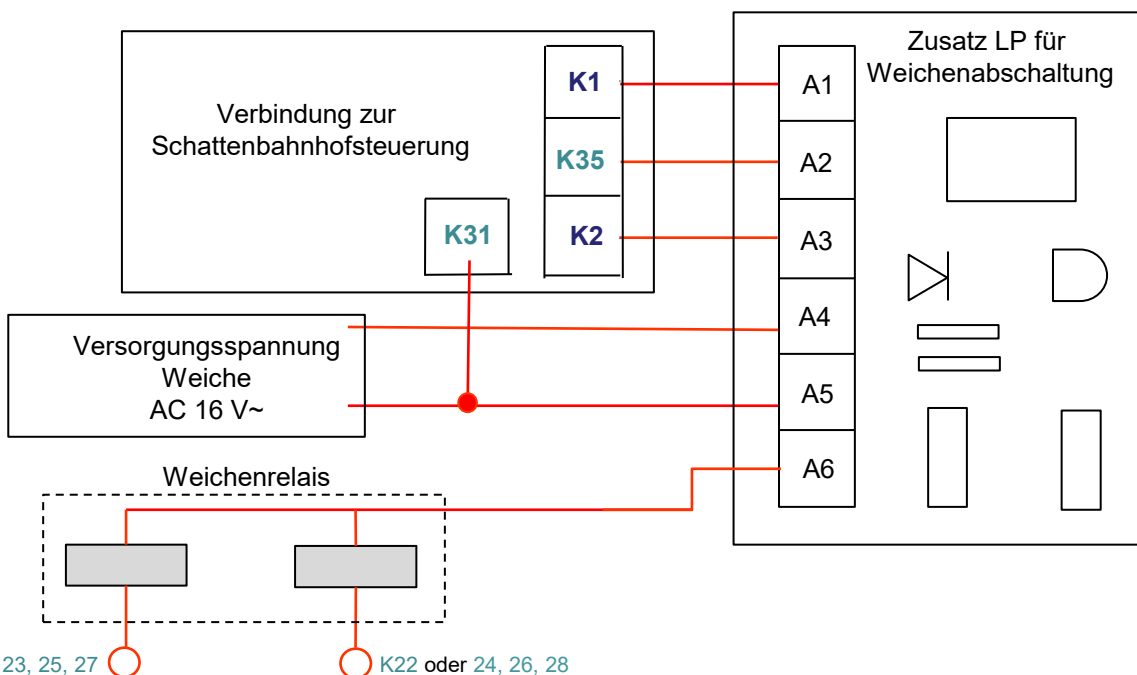 Zusatz LP für
Weichenabschaltung
Verbindung zur
Schattenbahnhofsteuerung
K1
K35
K2
K31
A1
A2
A3
A4
A5
A6
Versorgungsspannung
Weiche
AC 16 V~
Weichenrelais
23, 25, 27
K22 oder 24, 26, 28